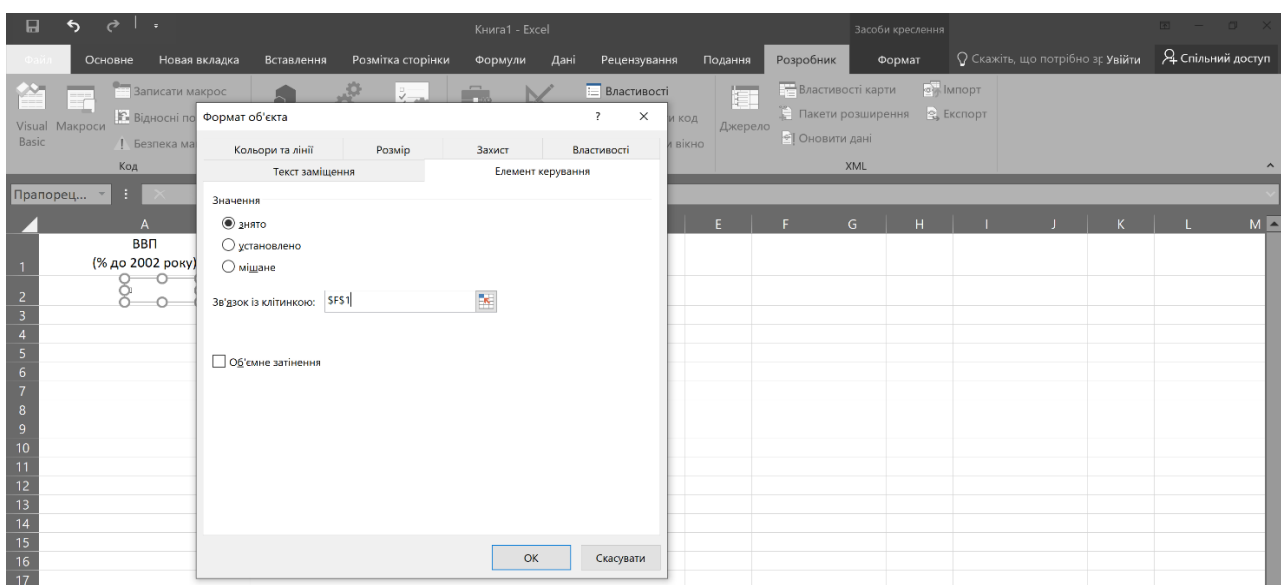 Книга1 - Excel
Засоби креслення
Файл Основне Новая вкладка Вставлення Розмітка сторінки Формули Дані Рецензування Подання Розробник Формат Скажіть, що потрібно зр Увійти Спільний доступ
Visual Basic
Макроси
Записати макрос
Відносні по
Безпека ма
Код
Властивості
и код
и вікно
Джерело
Властивості карти
Пакети розширення
Оновити дані
Імпорт
Експорт
XML
Прапорец...
Формат об'єкта ?
Кольори та лінії Розмір Захист Властивості
Текст заміщення Елемент керування
Значення
знято
установлено
мішане
Зв'язок із клітинкою: $F$1
Об'ємне затінення
ОК Скасувати
A E F G H I J K L M
ВВП
1 (% до 2002 року)
2
3
4
5
6
7
8
9
10
11
12
13
14
15
16
17